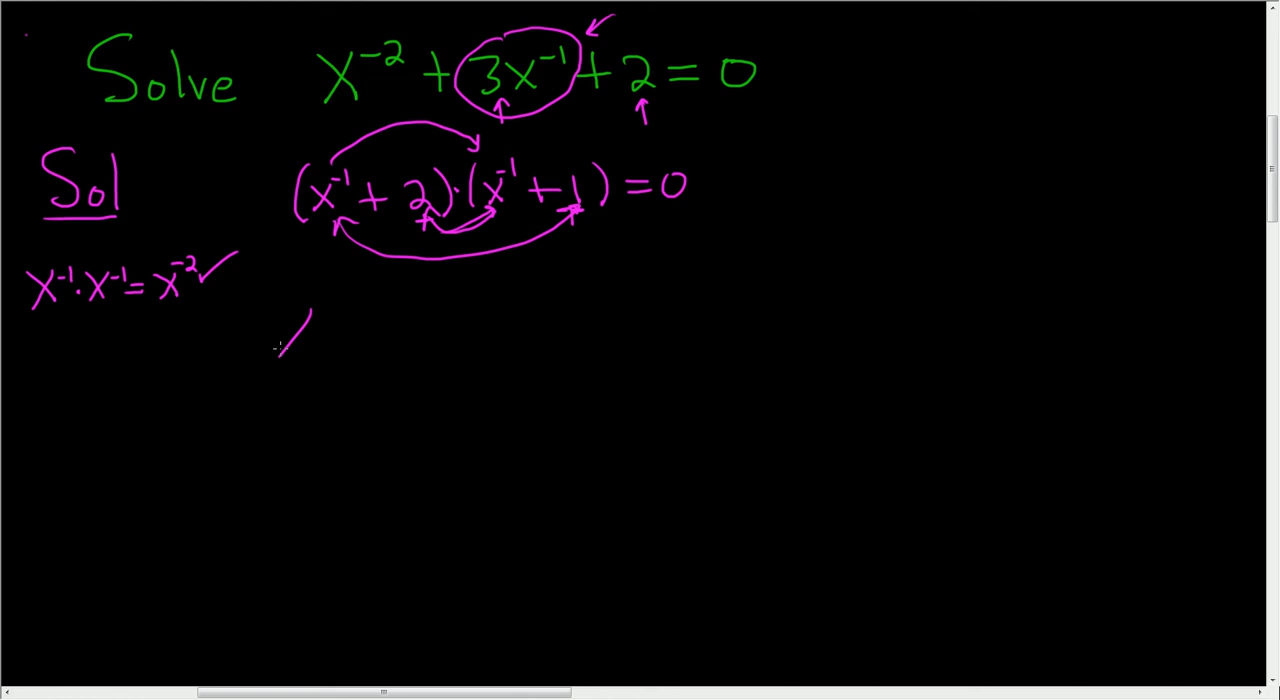 Solve x⁻² + 3x⁻¹ + 2 = 0
Sol (x⁻¹ + 2)·(x⁻¹ + 1) = 0
x⁻¹·x⁻¹ = x⁻² ✓